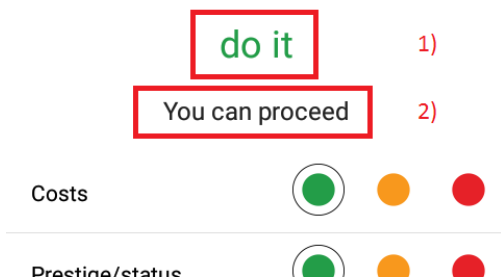 do it 1)
You can proceed 2)
Costs
Prestige/status